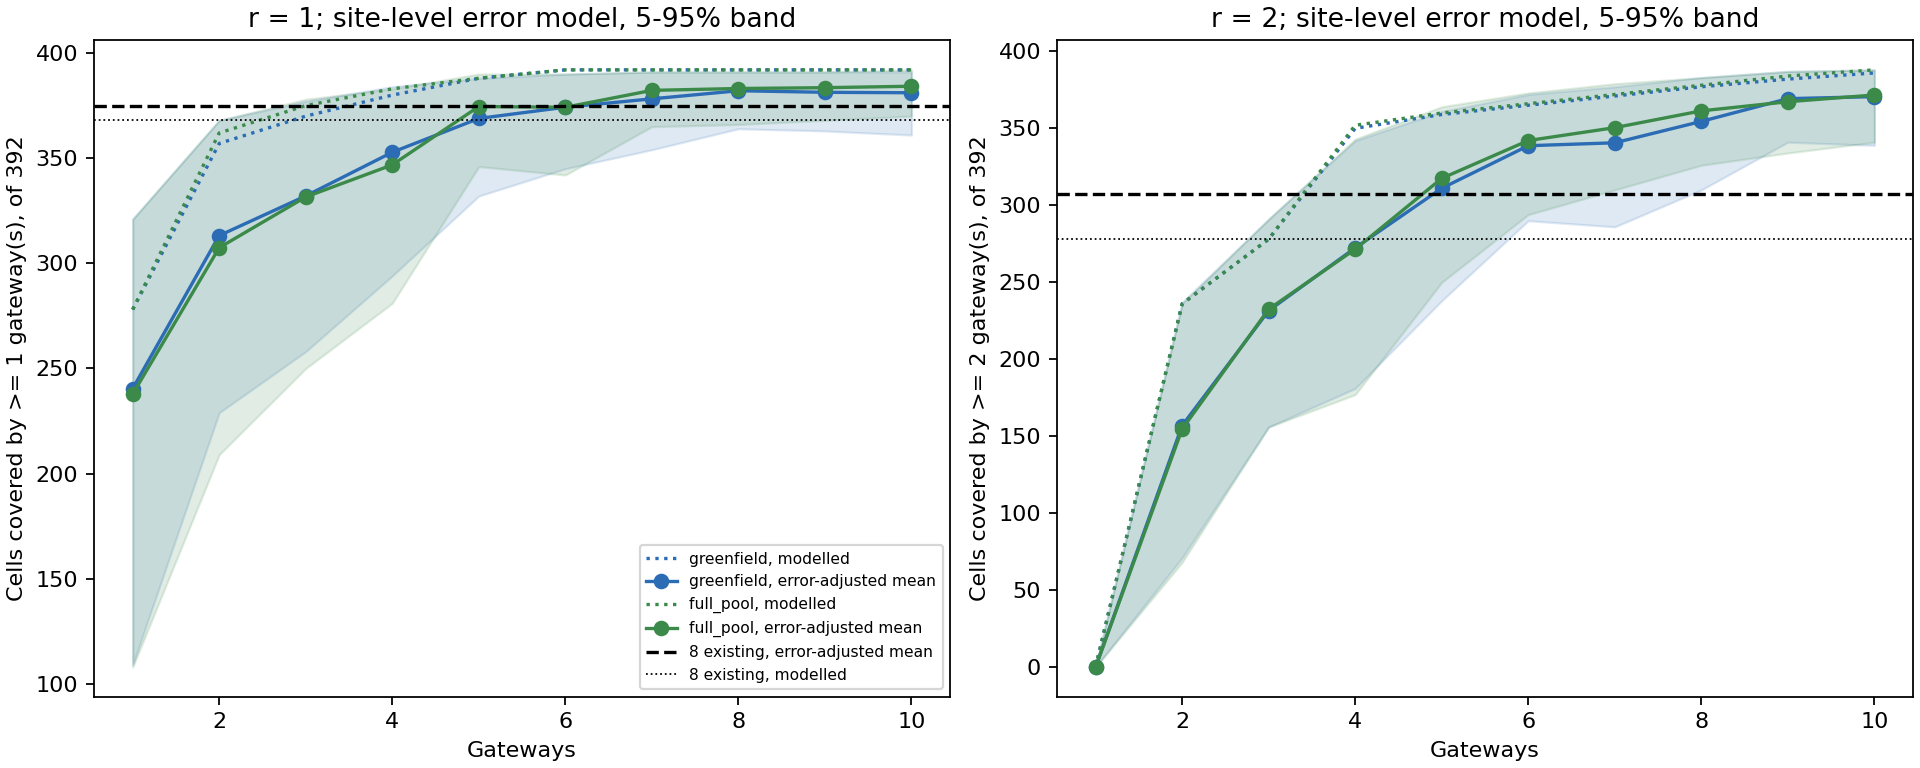 r = 1; site-level error model, 5-95% band
Cells covered by >= 1 gateway(s), of 392
400
350
300
250
200
150
100
greenfield, modelled
greenfield, error-adjusted mean
full_pool, modelled
full_pool, error-adjusted mean
8 existing, error-adjusted mean
8 existing, modelled
2
4
6
8
10
Gateways
r = 2; site-level error model, 5-95% band
Cells covered by >= 2 gateway(s), of 392
400
350
300
250
200
150
100
50
0
2
4
6
8
10
Gateways